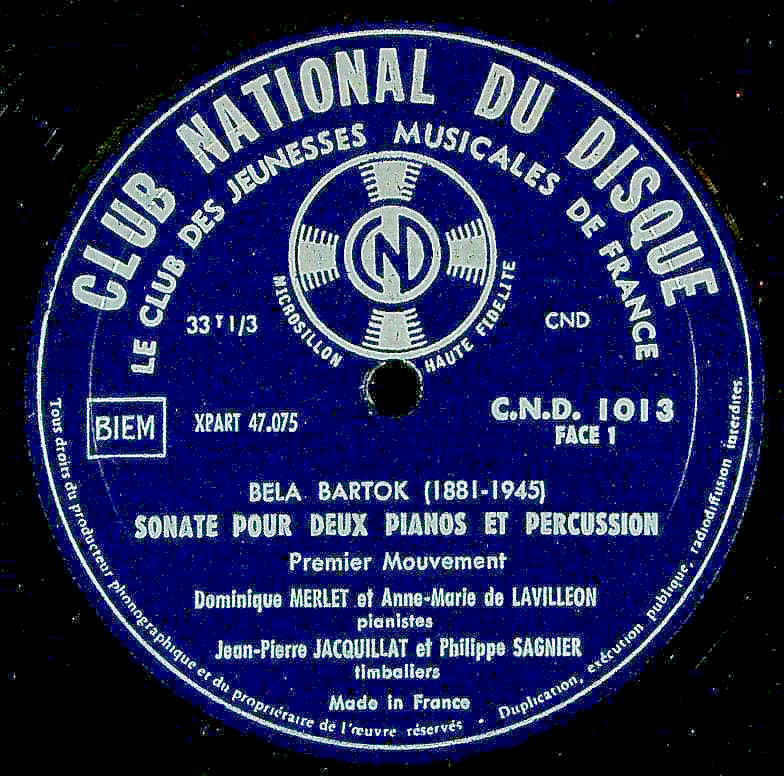 CLUB NATIONAL DU DISQUE
LE CLUB DES JEUNESSES MUSICALES DE FRANCE
CND
MICROSILLON HAUTE FIDELITE
33 T 1/3
CND
BIEM
XPART 47.075
C.N.D. 1013
FACE 1
BELA BARTOK (1881-1945)
SONATE POUR DEUX PIANOS ET PERCUSSION
Premier Mouvement
Dominique MERLET et Anne-Marie de LAVILLEON
pianistes
Jean-Pierre JACQUILLAT et Philippe SAGNIER
timbaliers
Made in France
Tous droits du producteur phonographique et du propriétaire de l'œuvre réservés • Duplication, exécution publique, radiodiffusion interdites.